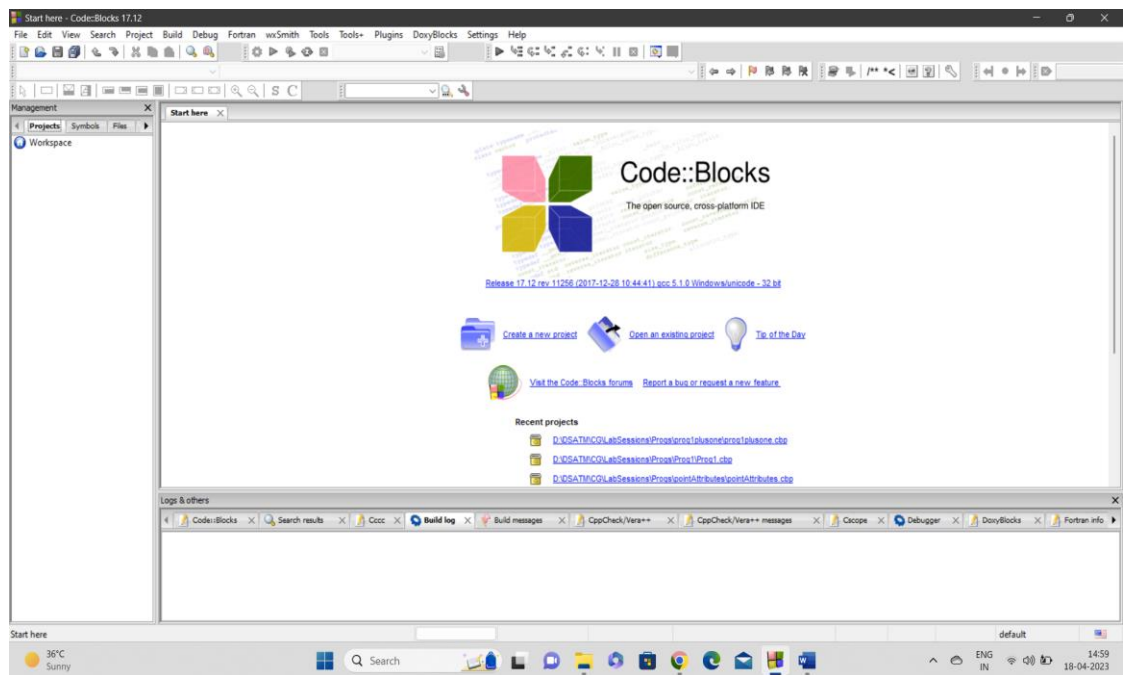 Start here - Code::Blocks 17.12
File Edit View Search Project Build Debug Fortran wxSmith Tools Tools+ Plugins DoxyBlocks Settings Help
/** *<
S C
Management
Start here
Projects Symbols Files
Workspace
Code::Blocks
The open source, cross-platform IDE
Release 17.12 rev 11256 (2017-12-28 10:44:41) gcc 5.1.0 Windows/unicode - 32 bit
Create a new project Open an existing project Tip of the Day
Visit the Code::Blocks forums Report a bug or request a new feature
Recent projects
D:\DSATM\CG\LabSessions\Progs\prog1plusone\prog1plusone.cbp
D:\DSATM\CG\LabSessions\Progs\Prog1\Prog1.cbp
D:\DSATM\CG\LabSessions\Progs\pointAttributes\pointAttributes.cbp
Logs & others
Code::Blocks Search results Cccc Build log Build messages CppCheck/Vera++ CppCheck/Vera++ messages Cscope Debugger DoxyBlocks Fortran info
Start here default
36°C
Sunny
Search
ENG
IN
14:59
18-04-2023